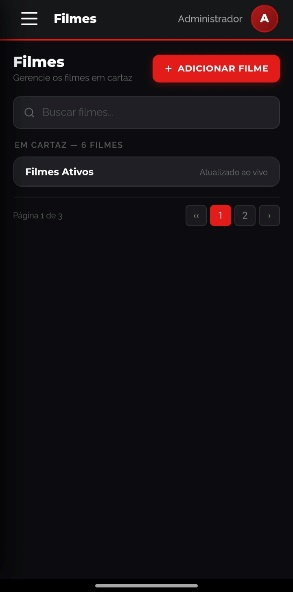 Filmes
Administrador
A
Filmes
Gerencie os filmes em cartaz
+ ADICIONAR FILME
Buscar filmes...
EM CARTAZ — 6 FILMES
Filmes Ativos
Atualizado ao vivo
Página 1 de 3
‹‹ 1 2 ›